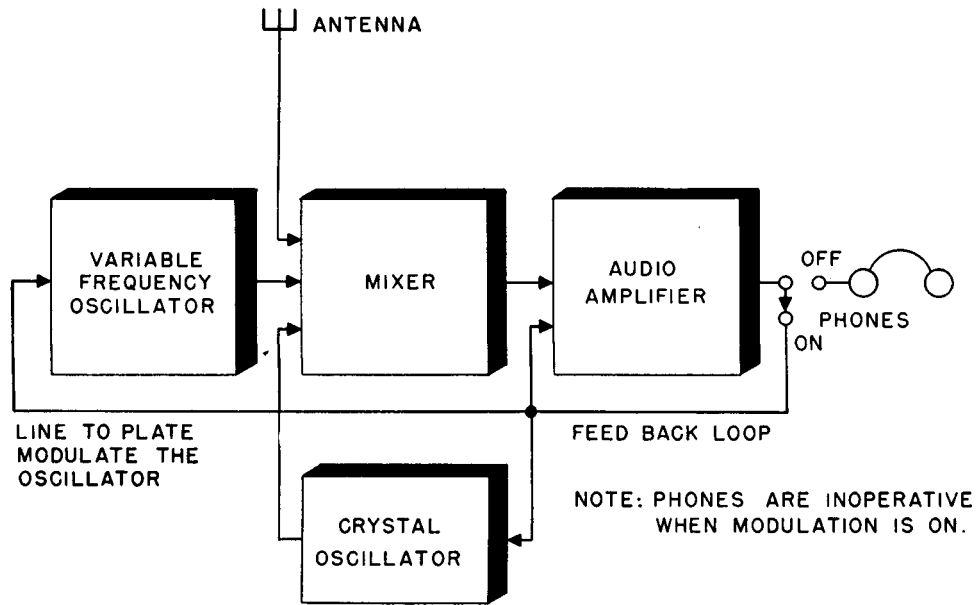 ANTENNA
VARIABLE
FREQUENCY
OSCILLATOR
MIXER
AUDIO
AMPLIFIER
OFF
PHONES
ON
LINE TO PLATE
MODULATE THE
OSCILLATOR
FEED BACK LOOP
CRYSTAL
OSCILLATOR
NOTE: PHONES ARE INOPERATIVE
WHEN MODULATION IS ON.